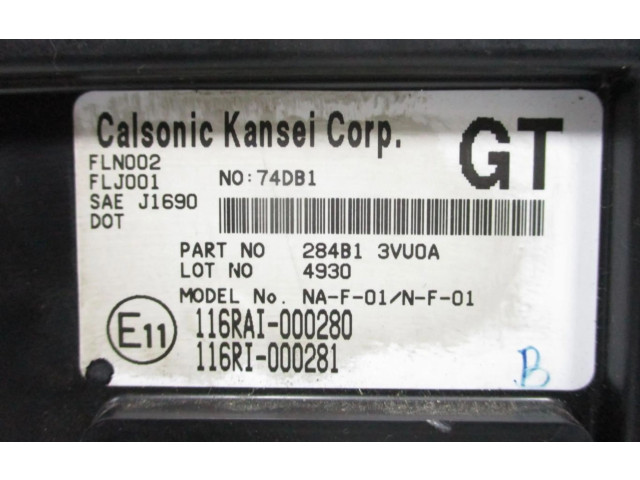 Calsonic Kansei Corp.
GT
FLN002
FLJ001 NO:74DB1
SAE J1690
DOT
PART NO 284B1 3VU0A
LOT NO 4930
MODEL No. NA-F-01/N-F-01
E11 116RAI-000280
116RI-000281
B